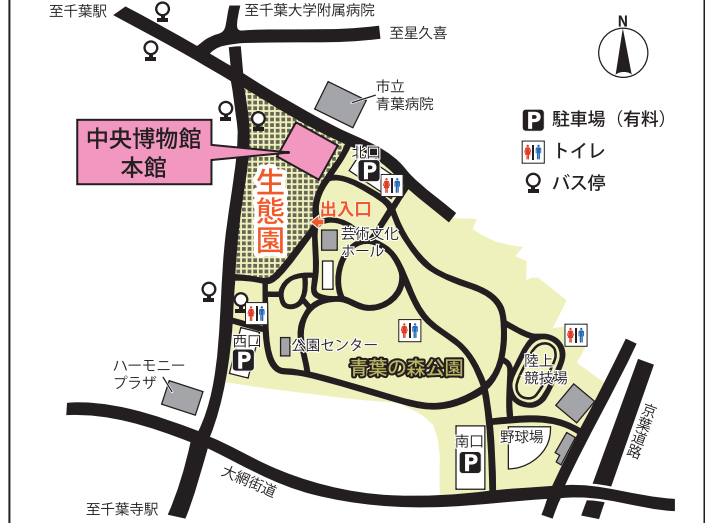 至千葉駅
至千葉大学附属病院
至星久喜
N
市立
青葉病院
P 駐車場（有料）
トイレ
バス停
中央博物館
本館
北口
P
生態園
出入口
芸術文化
ホール
西口
P
公園センター
青葉の森公園
陸上
競技場
ハーモニー
プラザ
京葉道路
南口
P
野球場
大網街道
至千葉寺駅